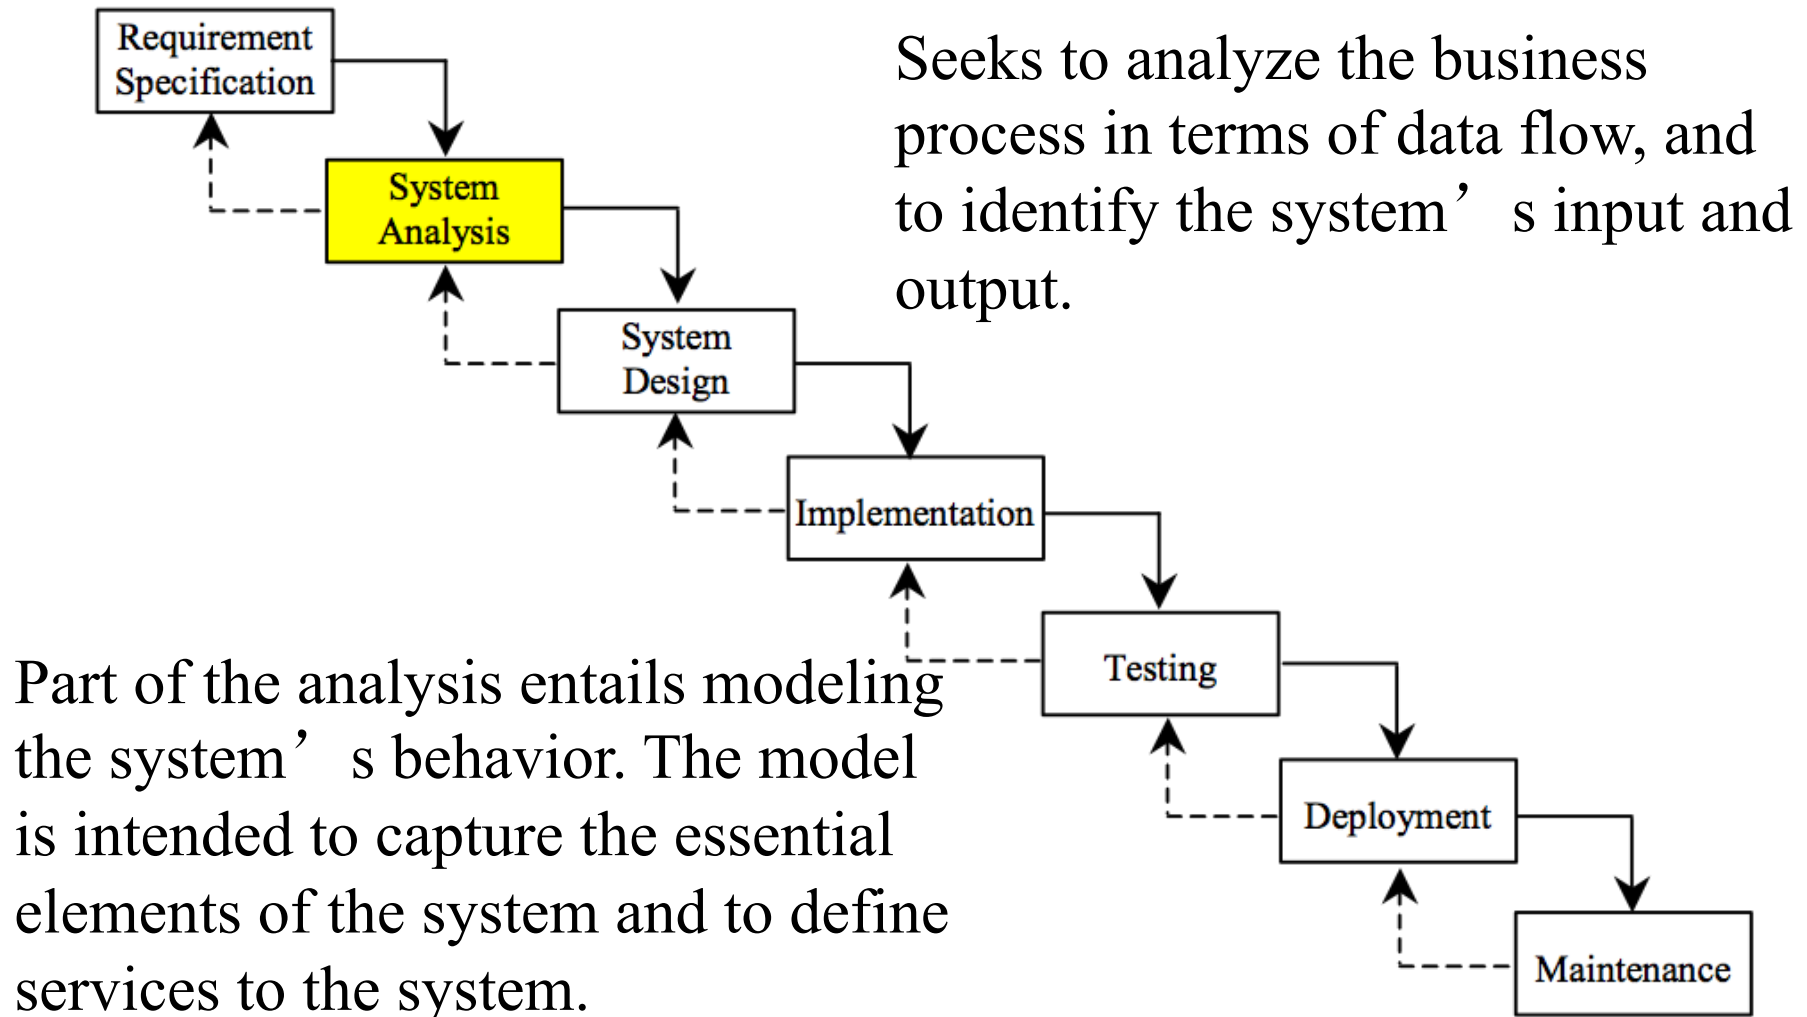 Requirement
Specification
Seeks to analyze the business
process in terms of data flow, and
to identify the system’ s input and
output.
System
Analysis
System
Design
Implementation
Testing
Part of the analysis entails modeling
the system’ s behavior. The model
is intended to capture the essential
elements of the system and to define
services to the system.
Deployment
Maintenance